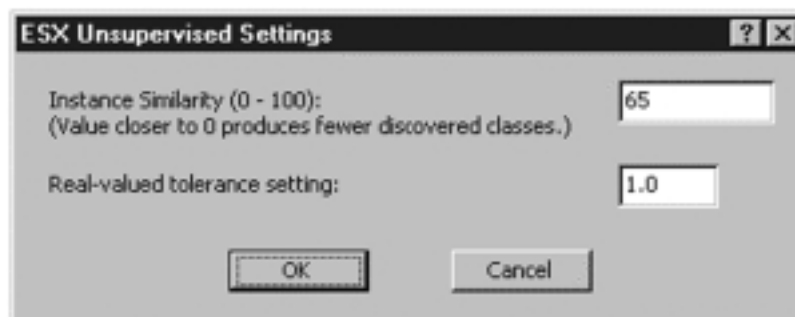 ESX Unsupervised Settings
Instance Similarity (0 - 100):
65
(Value closer to 0 produces fewer discovered classes.)
Real-valued tolerance setting:
1.0
OK
Cancel